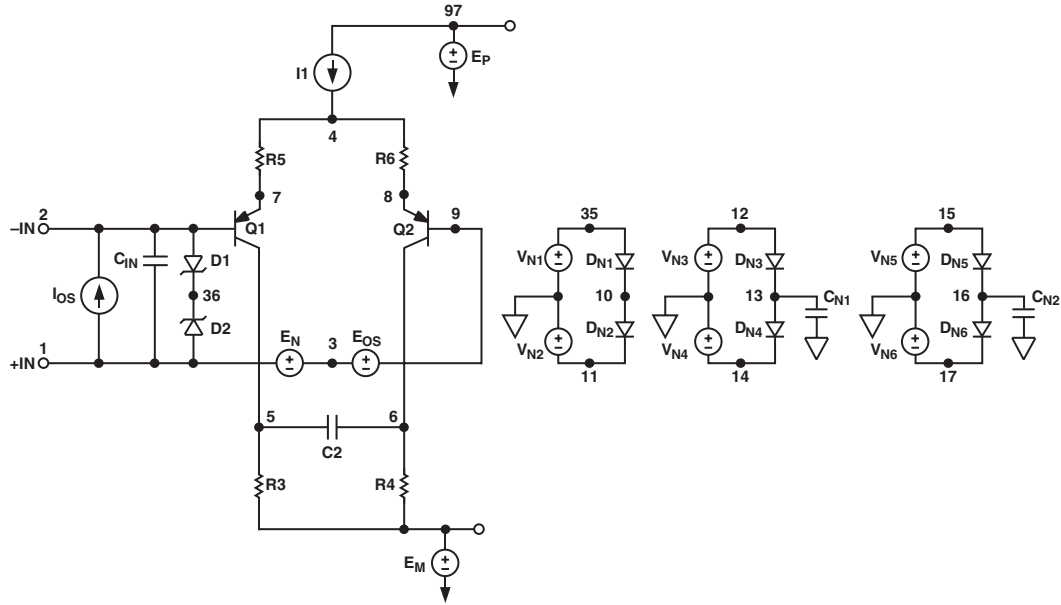 97
I1
EP
4
R5
R6
7
8
–IN
2
Q1
Q2
9
IOS
CIN
D1
36
D2
+IN
1
EN
3
EOS
5
6
C2
R3
R4
EM
35
VN1
DN1
10
VN2
DN2
11
12
VN3
DN3
13
CN1
VN4
DN4
14
15
VN5
DN5
16
CN2
VN6
DN6
17